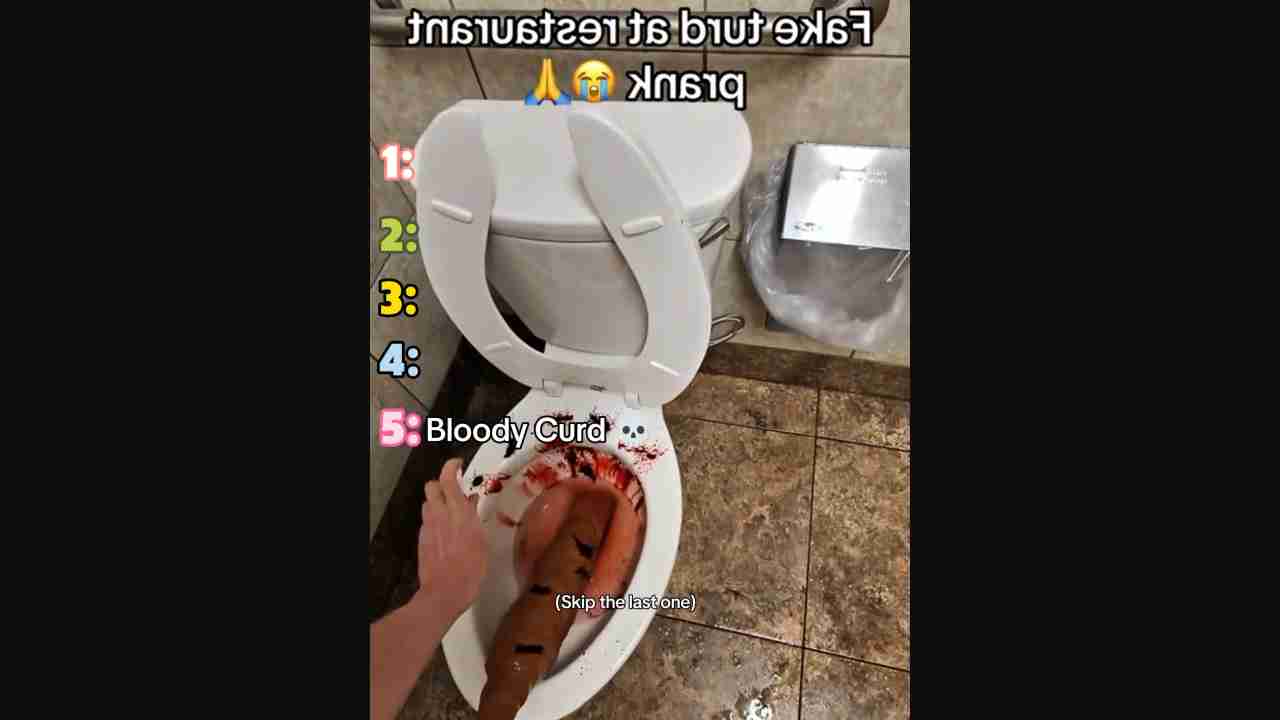 Fake turd at restaurant
prank 😭🙏
1:
2:
3:
4:
5: Bloody Curd 💀
(Skip the last one)